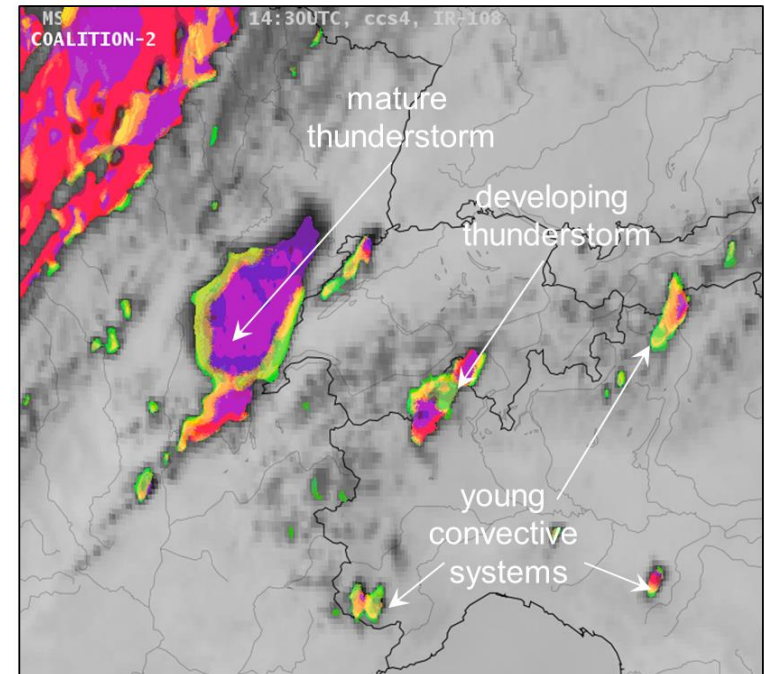 MS 14:30UTC, ccs4, IR-108
COALITION-2
mature
thunderstorm
developing
thunderstorm
young
convective
systems